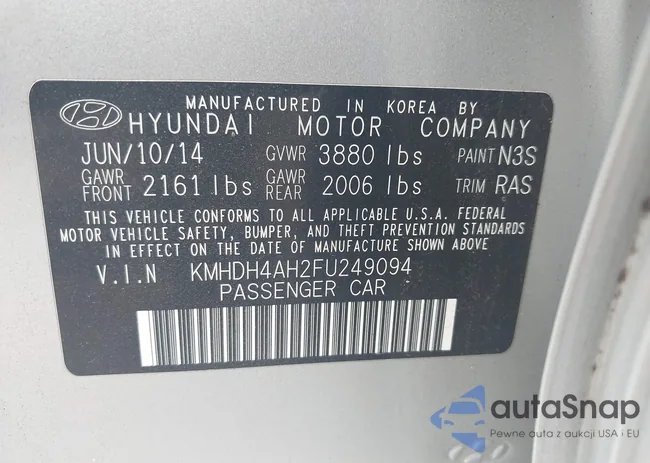 MANUFACTURED IN KOREA BY
HYUNDAI MOTOR COMPANY
JUN/10/14 GVWR 3880 lbs PAINT N3S
GAWR FRONT 2161 lbs GAWR REAR 2006 lbs TRIM RAS
THIS VEHICLE CONFORMS TO ALL APPLICABLE U.S.A. FEDERAL
MOTOR VEHICLE SAFETY, BUMPER, AND THEFT PREVENTION STANDARDS
IN EFFECT ON THE DATE OF MANUFACTURE SHOWN ABOVE
V.I.N KMHDH4AH2FU249094
PASSENGER CAR
autaSnap
Pewne auta z aukcji USA i EU